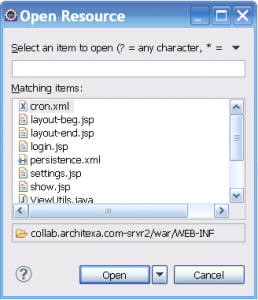 Open Resource
Select an item to open (? = any character, * =
Matching items:
cron.xml
layout-beg.jsp
layout-end.jsp
login.jsp
persistence.xml
settings.jsp
show.jsp
ViewUtils.java
collab.architexa.com-srvr2/war/WEB-INF
?
Open
Cancel